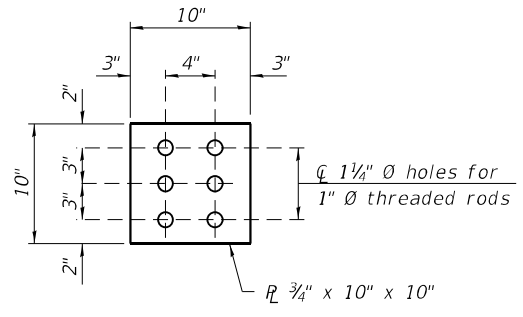 10"
3" 4" 3"
2"
10"
3"
3"
2"
℄ 1¼" Ø holes for
1" Ø threaded rods
PL ¾" x 10" x 10"